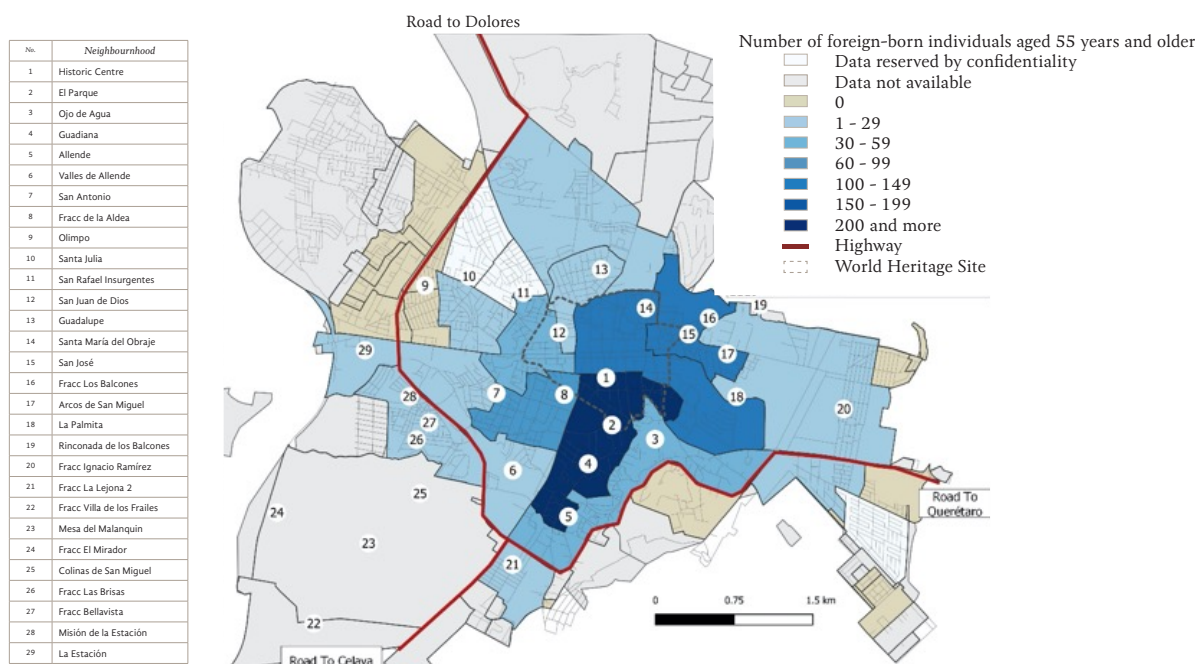 Road to Dolores
No. Neighbournhood
1 Historic Centre
2 El Parque
3 Ojo de Agua
4 Guadiana
5 Allende
6 Valles de Allende
7 San Antonio
8 Fracc de la Aldea
9 Olimpo
10 Santa Julia
11 San Rafael Insurgentes
12 San Juan de Dios
13 Guadalupe
14 Santa María del Obraje
15 San José
16 Fracc Los Balcones
17 Arcos de San Miguel
18 La Palmita
19 Rinconada de los Balcones
20 Fracc Ignacio Ramírez
21 Fracc La Lejona 2
22 Fracc Villa de los Frailes
23 Mesa del Malanquin
24 Fracc El Mirador
25 Colinas de San Miguel
26 Fracc Las Brisas
27 Fracc Bellavista
28 Misión de la Estación
29 La Estación
Number of foreign-born individuals aged 55 years and older
Data reserved by confidentiality
Data not available
0
1 - 29
30 - 59
60 - 99
100 - 149
150 - 199
200 and more
Highway
World Heritage Site
13
10
9
11
19
14
16
12
15
17
29
1
28
7
8
18
20
27
2
26
3
6
4
25
24
5
23
21
22
Road To
Querétaro
0 0.75 1.5 km
Road To Celaya